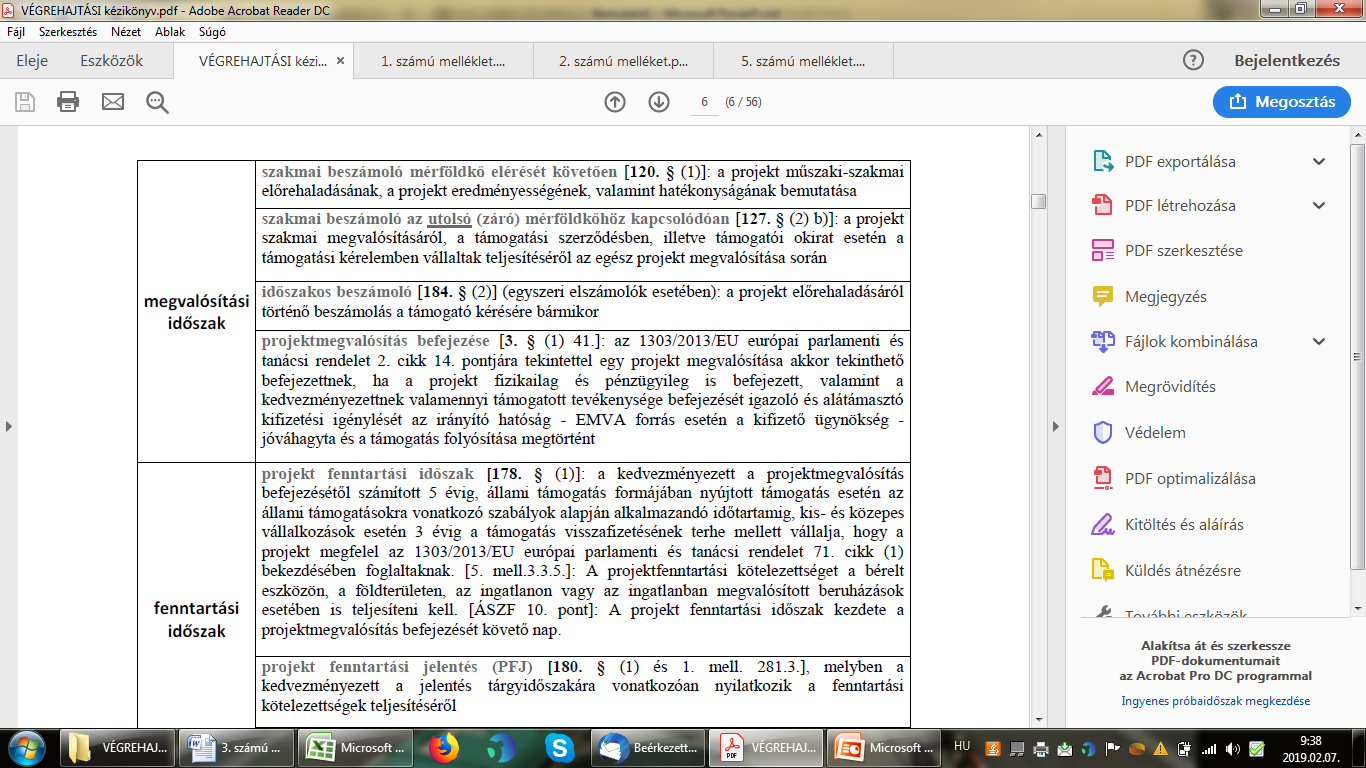 VÉGREHAJTÁSI kézikönyv.pdf - Adobe Acrobat Reader DC
Fájl Szerkesztés Nézet Ablak Súgó
Eleje Eszközök VÉGREHAJTÁSI kézi... × 1. számú melléklet.... 2. számú melléket.p... 5. számú melléklet.... Bejelentkezés
6 (6 / 56) Megosztás
megvalósítási
időszak
szakmai beszámoló mérföldkő elérését követően [120. § (1)]: a projekt műszaki-szakmai
előrehaladásának, a projekt eredményességének, valamint hatékonyságának bemutatása
szakmai beszámoló az utolsó (záró) mérföldkőhöz kapcsolódóan [127. § (2) b)]: a projekt
szakmai megvalósításáról, a támogatási szerződésben, illetve támogatói okirat esetén a
támogatási kérelemben vállaltak teljesítéséről az egész projekt megvalósítása során
időszakos beszámoló [184. § (2)] (egyszeri elszámolók esetében): a projekt előrehaladásáról
történő beszámolás a támogató kérésére bármikor
projektmegvalósítás befejezése [3. § (1) 41.]: az 1303/2013/EU európai parlamenti és
tanácsi rendelet 2. cikk 14. pontjára tekintettel egy projekt megvalósítása akkor tekinthető
befejezettnek, ha a projekt fizikailag és pénzügyileg is befejezett, valamint a
kedvezményezettnek valamennyi támogatott tevékenysége befejezését igazoló és alátámasztó
kifizetési igénylését az irányító hatóság - EMVA forrás esetén a kifizető ügynökség -
jóváhagyta és a támogatás folyósítása megtörtént
fenntartási
időszak
projekt fenntartási időszak [178. § (1)]: a kedvezményezett a projektmegvalósítás
befejezésétől számított 5 évig, állami támogatás formájában nyújtott támogatás esetén az
állami támogatásokra vonatkozó szabályok alapján alkalmazandó időtartamig, kis- és közepes
vállalkozások esetén 3 évig a támogatás visszafizetésének terhe mellett vállalja, hogy a
projekt megfelel az 1303/2013/EU európai parlamenti és tanácsi rendelet 71. cikk (1)
bekezdésében foglaltaknak. [5. mell.3.3.5.]: A projektfenntartási kötelezettséget a bérelt
eszközön, a földterületen, az ingatlanon vagy az ingatlanban megvalósított beruházások
esetében is teljesíteni kell. [ÁSZF 10. pont]: A projekt fenntartási időszak kezdete a
projektmegvalósítás befejezését követő nap.
projekt fenntartási jelentés (PFJ) [180. § (1) és 1. mell. 281.3.], melyben a
kedvezményezett a jelentés tárgyidőszakára vonatkozóan nyilatkozik a fenntartási
kötelezettségek teljesítéséről
PDF exportálása
PDF létrehozása
PDF szerkesztése
Megjegyzés
Fájlok kombinálása
Megrövidítés
Védelem
PDF optimalizálása
Kitöltés és aláírás
Küldés átnézésre
További eszközök
Alakítsa át és szerkessze
PDF-dokumentumait
az Acrobat Pro DC programmal
Ingyenes próbaidőszak megkezdése
VÉGREHAJ... 3. számú ... Microsoft ... Beérkezett... VÉGREHAJ... Microsoft ... HU 9:38
2019.02.07.